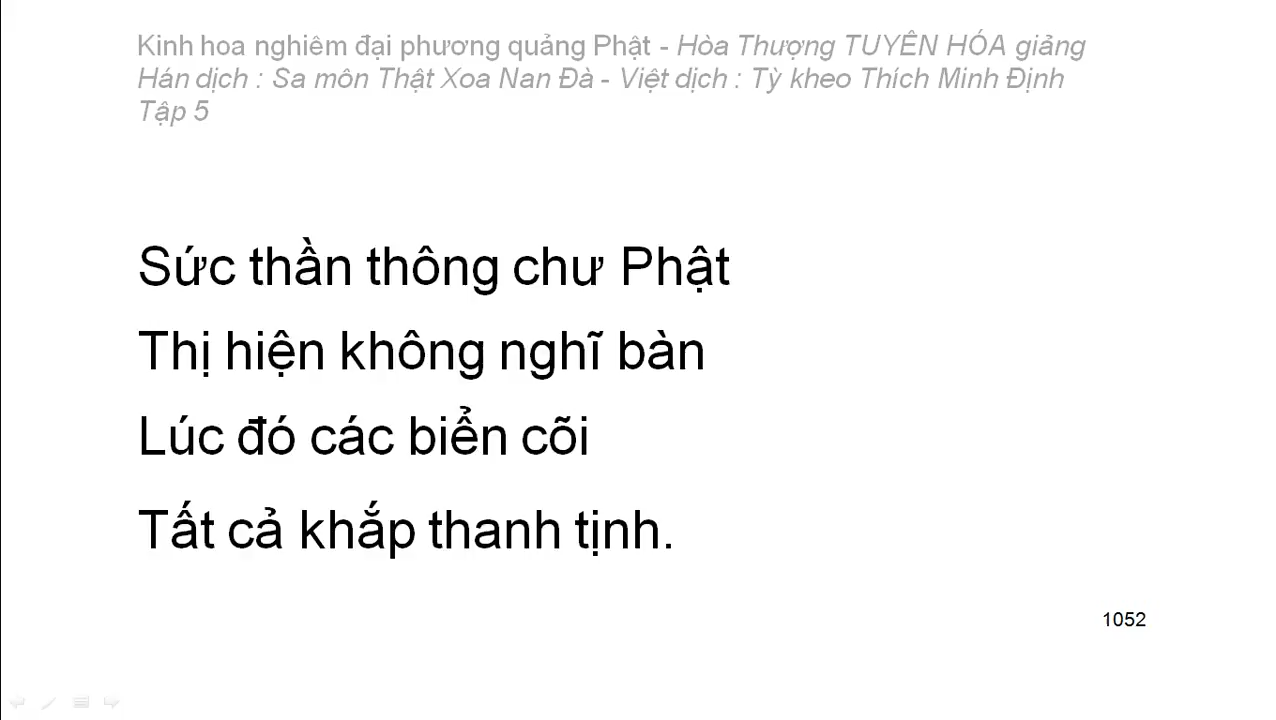 Kinh hoa nghiêm đại phương quảng Phật - Hòa Thượng TUYÊN HÓA giảng
Hán dịch : Sa môn Thật Xoa Nan Đà - Việt dịch : Tỳ kheo Thích Minh Định
Tập 5
Sức thần thông chư Phật
Thị hiện không nghĩ bàn
Lúc đó các biển cõi
Tất cả khắp thanh tịnh.
1052